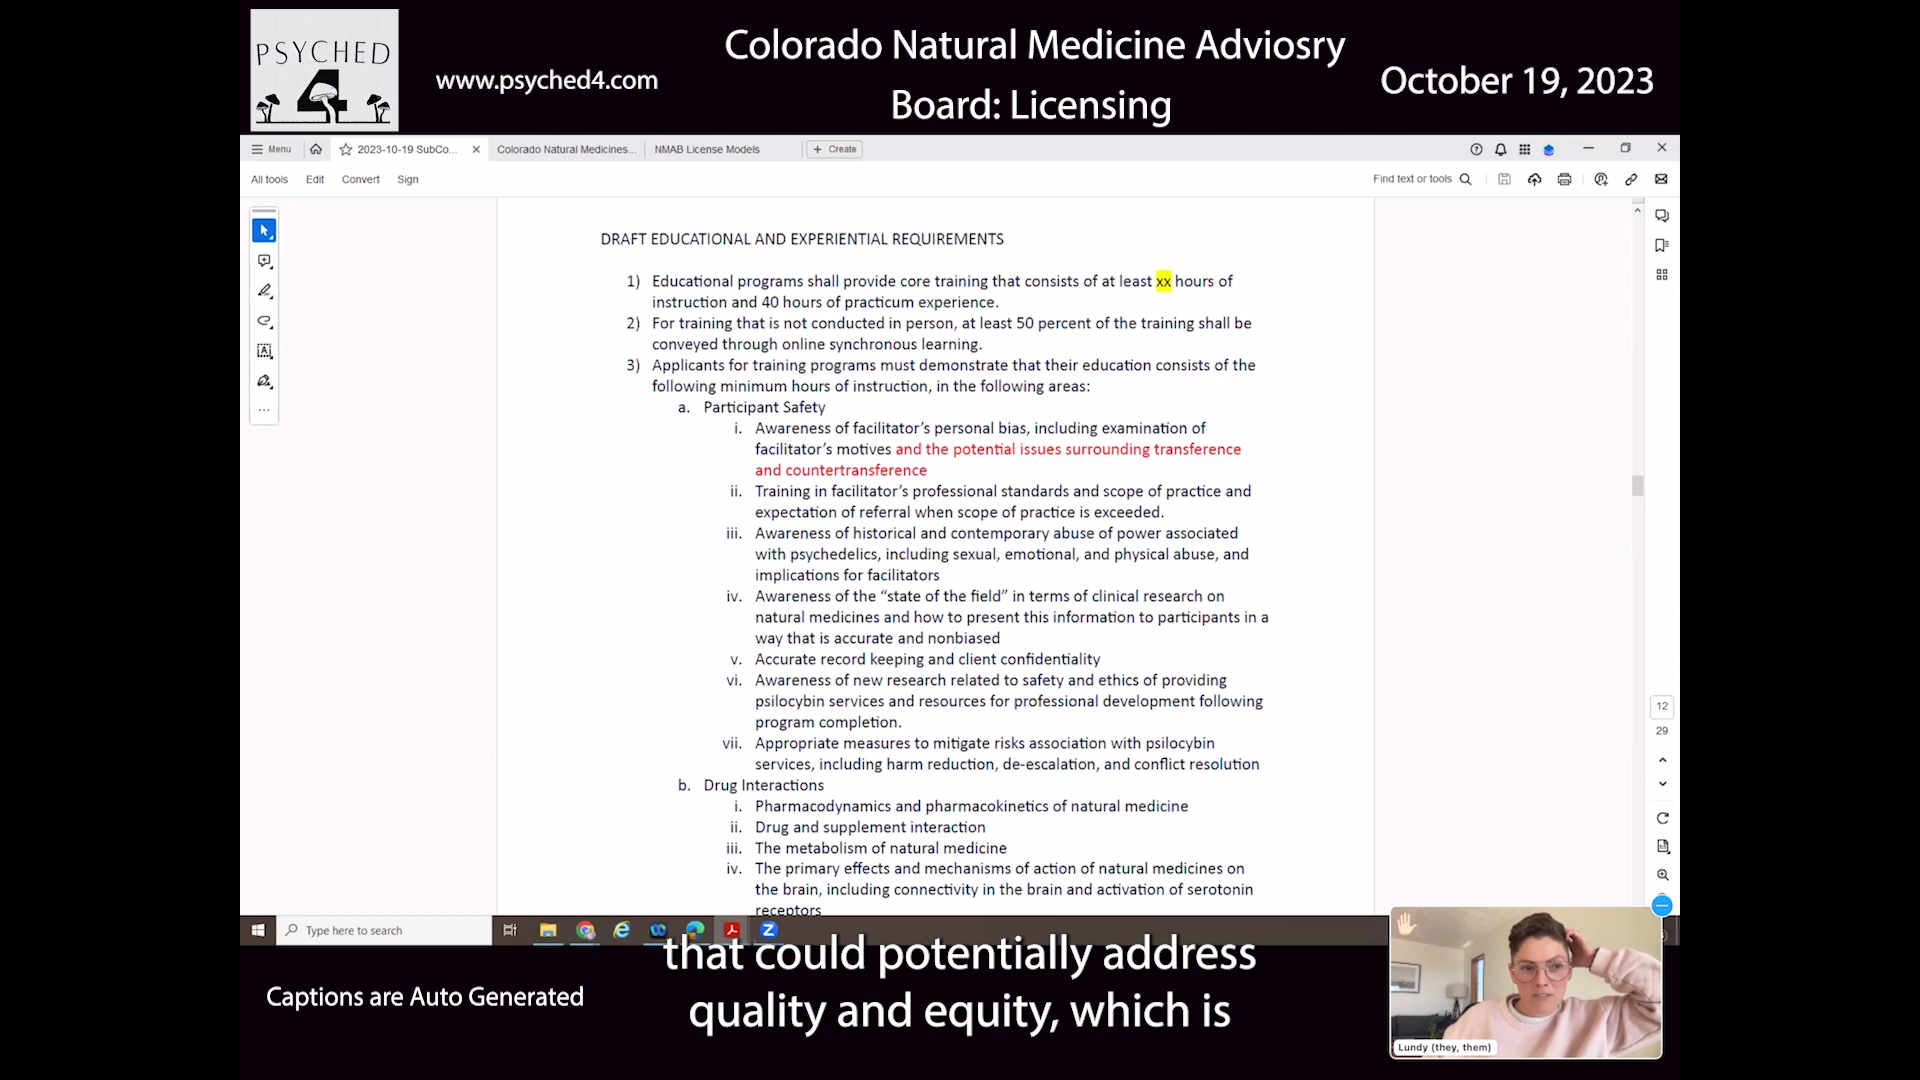 PSYCHED
4
www.psyched4.com
Colorado Natural Medicine Adviosry
Board: Licensing
October 19, 2023
Menu
2023-10-19 SubCo...
Colorado Natural Medicines...
NMAB License Models
Create
All tools
Edit
Convert
Sign
Find text or tools
DRAFT EDUCATIONAL AND EXPERIENTIAL REQUIREMENTS
1) Educational programs shall provide core training that consists of at least xx hours of
instruction and 40 hours of practicum experience.
2) For training that is not conducted in person, at least 50 percent of the training shall be
conveyed through online synchronous learning.
3) Applicants for training programs must demonstrate that their education consists of the
following minimum hours of instruction, in the following areas:
a. Participant Safety
i. Awareness of facilitator’s personal bias, including examination of
facilitator’s motives and the potential issues surrounding transference
and countertransference
ii. Training in facilitator’s professional standards and scope of practice and
expectation of referral when scope of practice is exceeded.
iii. Awareness of historical and contemporary abuse of power associated
with psychedelics, including sexual, emotional, and physical abuse, and
implications for facilitators
iv. Awareness of the “state of the field” in terms of clinical research on
natural medicines and how to present this information to participants in a
way that is accurate and nonbiased
v. Accurate record keeping and client confidentiality
vi. Awareness of new research related to safety and ethics of providing
psilocybin services and resources for professional development following
program completion.
vii. Appropriate measures to mitigate risks association with psilocybin
services, including harm reduction, de-escalation, and conflict resolution
b. Drug Interactions
i. Pharmacodynamics and pharmacokinetics of natural medicine
ii. Drug and supplement interaction
iii. The metabolism of natural medicine
iv. The primary effects and mechanisms of action of natural medicines on
the brain, including connectivity in the brain and activation of serotonin
receptors
12
29
Type here to search
that could potentially address
quality and equity, which is
Captions are Auto Generated
Lundy (they, them)